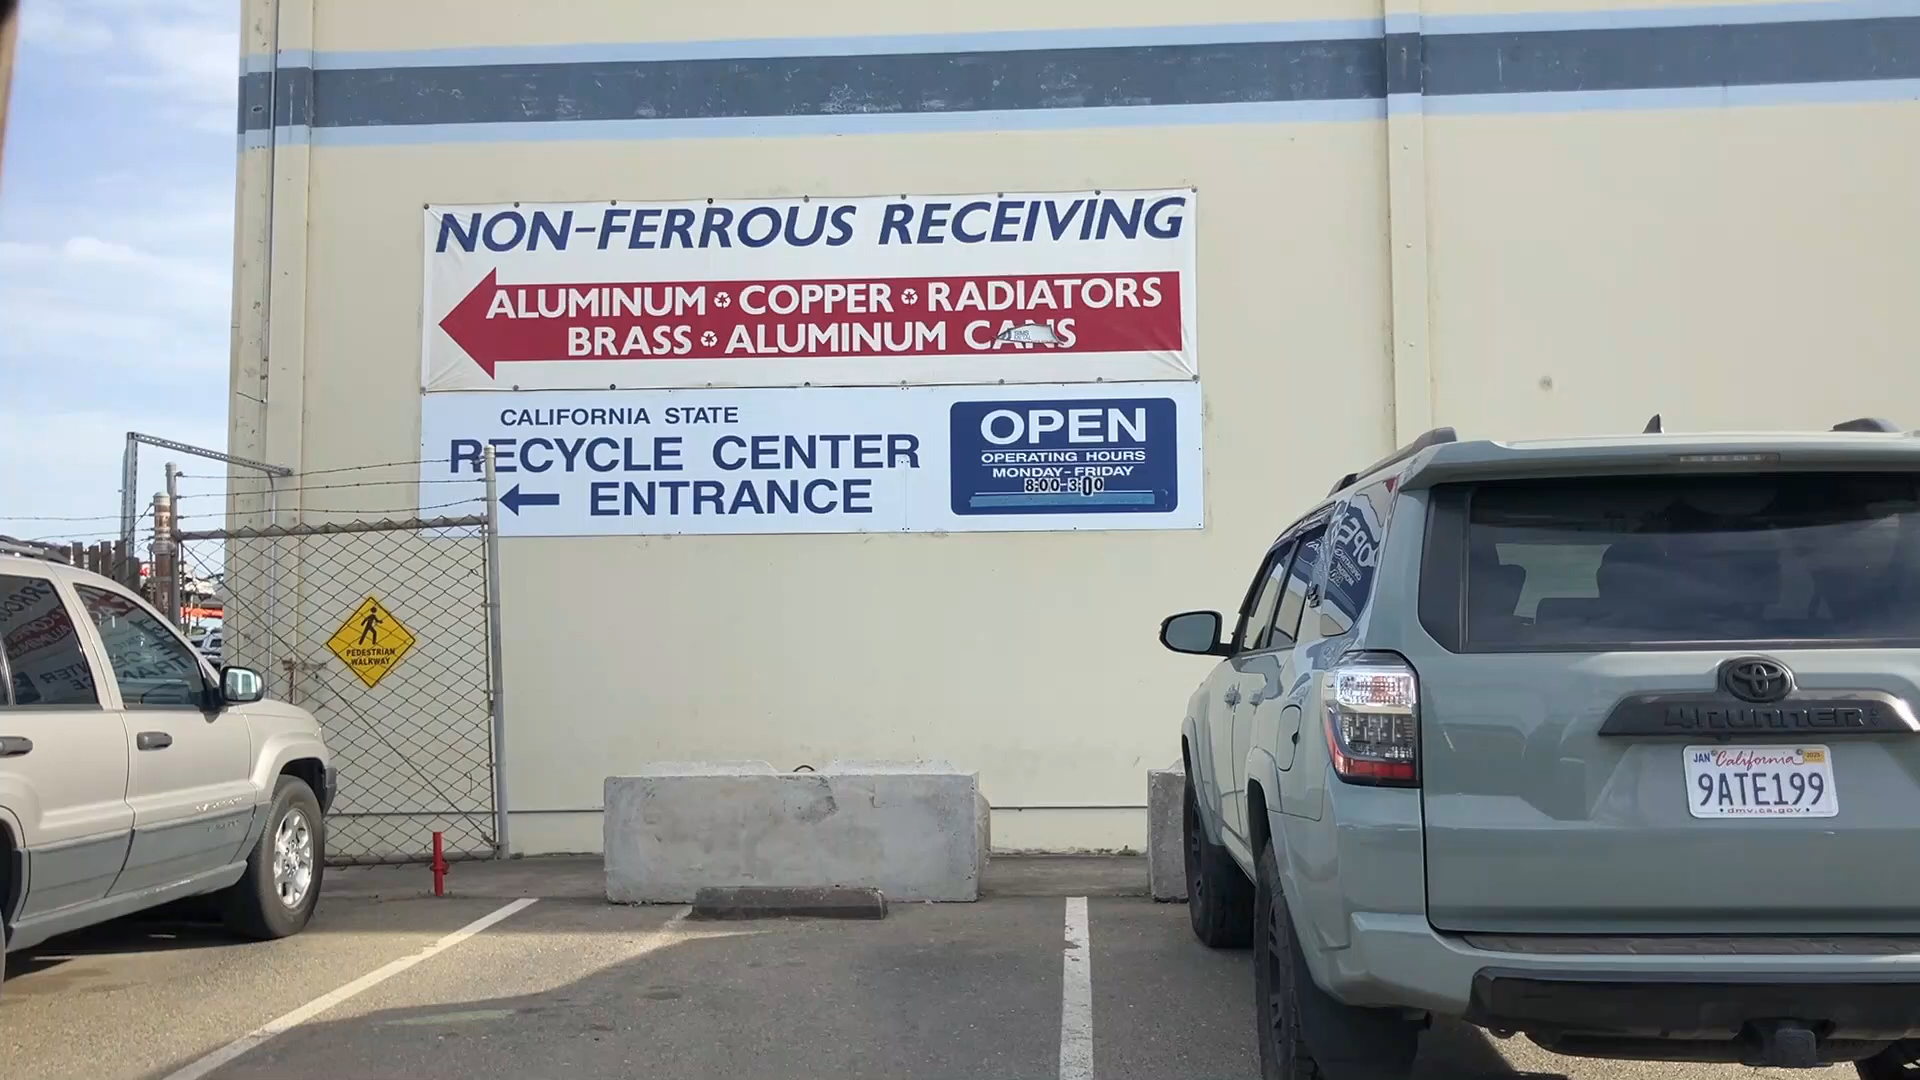 NON-FERROUS RECEIVING
ALUMINUM COPPER RADIATORS
BRASS ALUMINUM CANS
CALIFORNIA STATE
RECYCLE CENTER
ENTRANCE
OPEN
OPERATING HOURS
MONDAY-FRIDAY
8:00-3:00
PEDESTRIAN
WALKWAY
4RUNNER
JAN California 2025
9ATE199
dmv.ca.gov